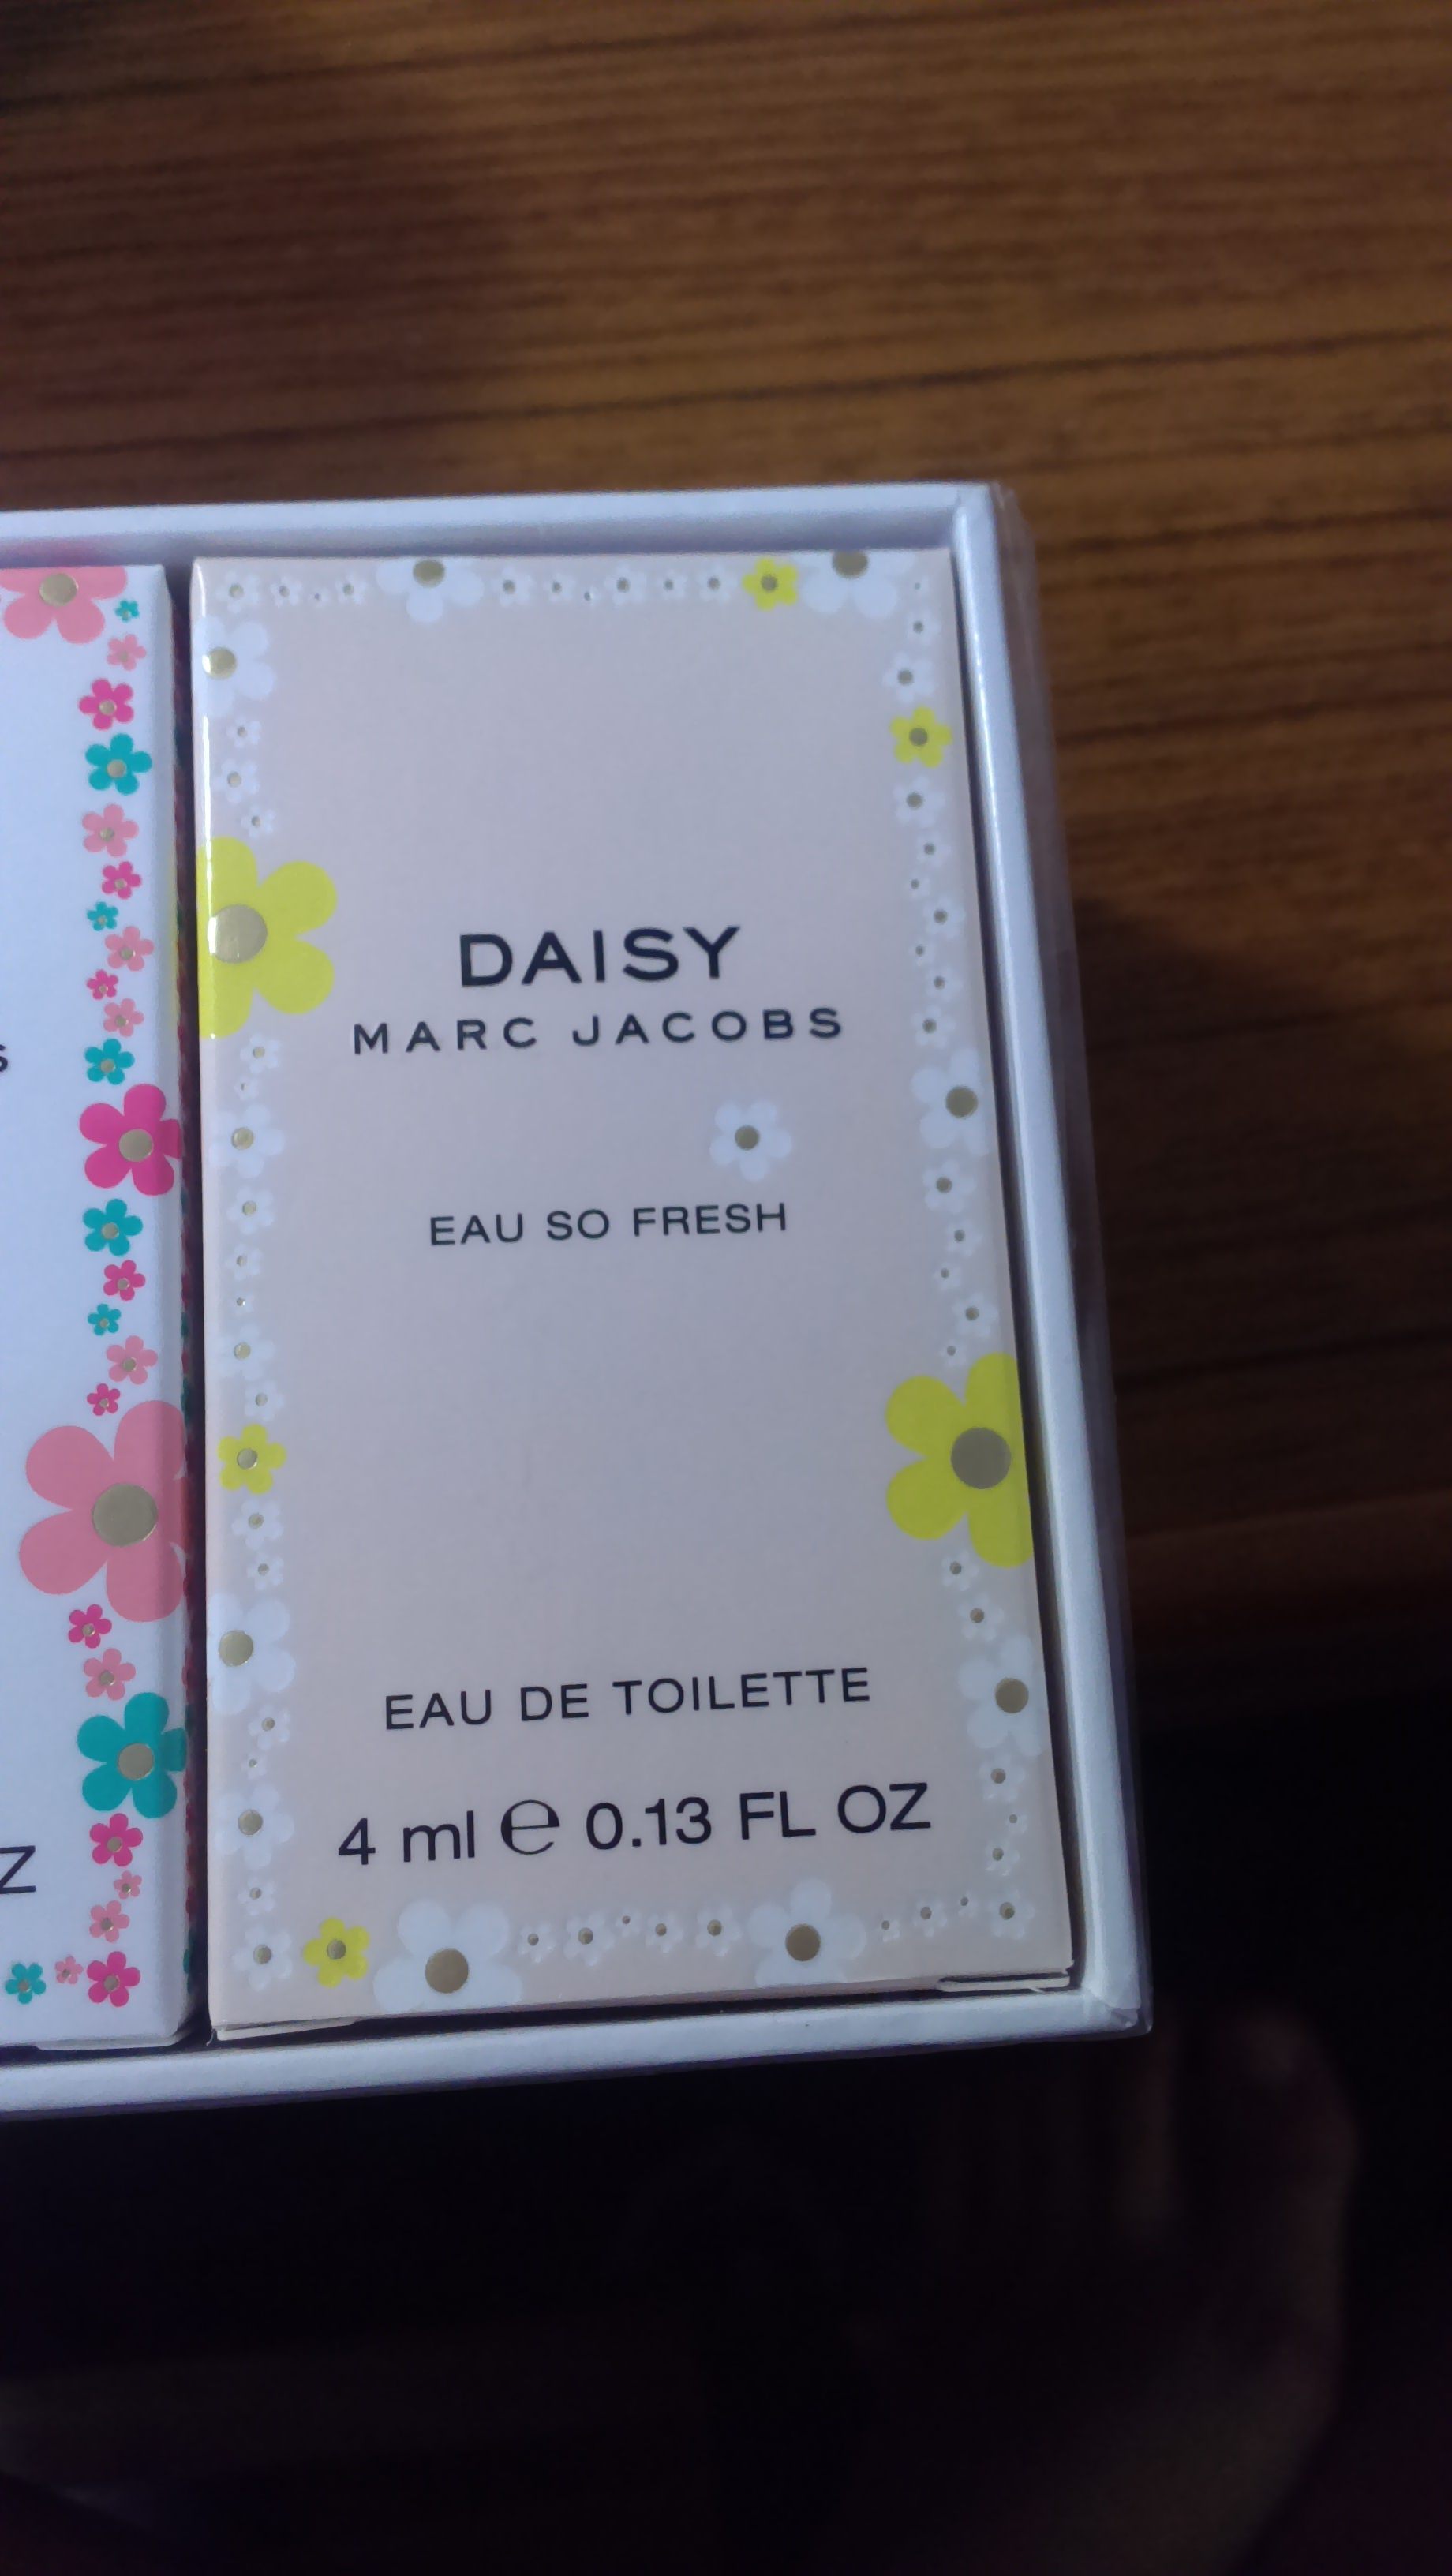 DAISY
MARC JACOBS
EAU SO FRESH
EAU DE TOILETTE
4 ml ℮ 0.13 FL OZ